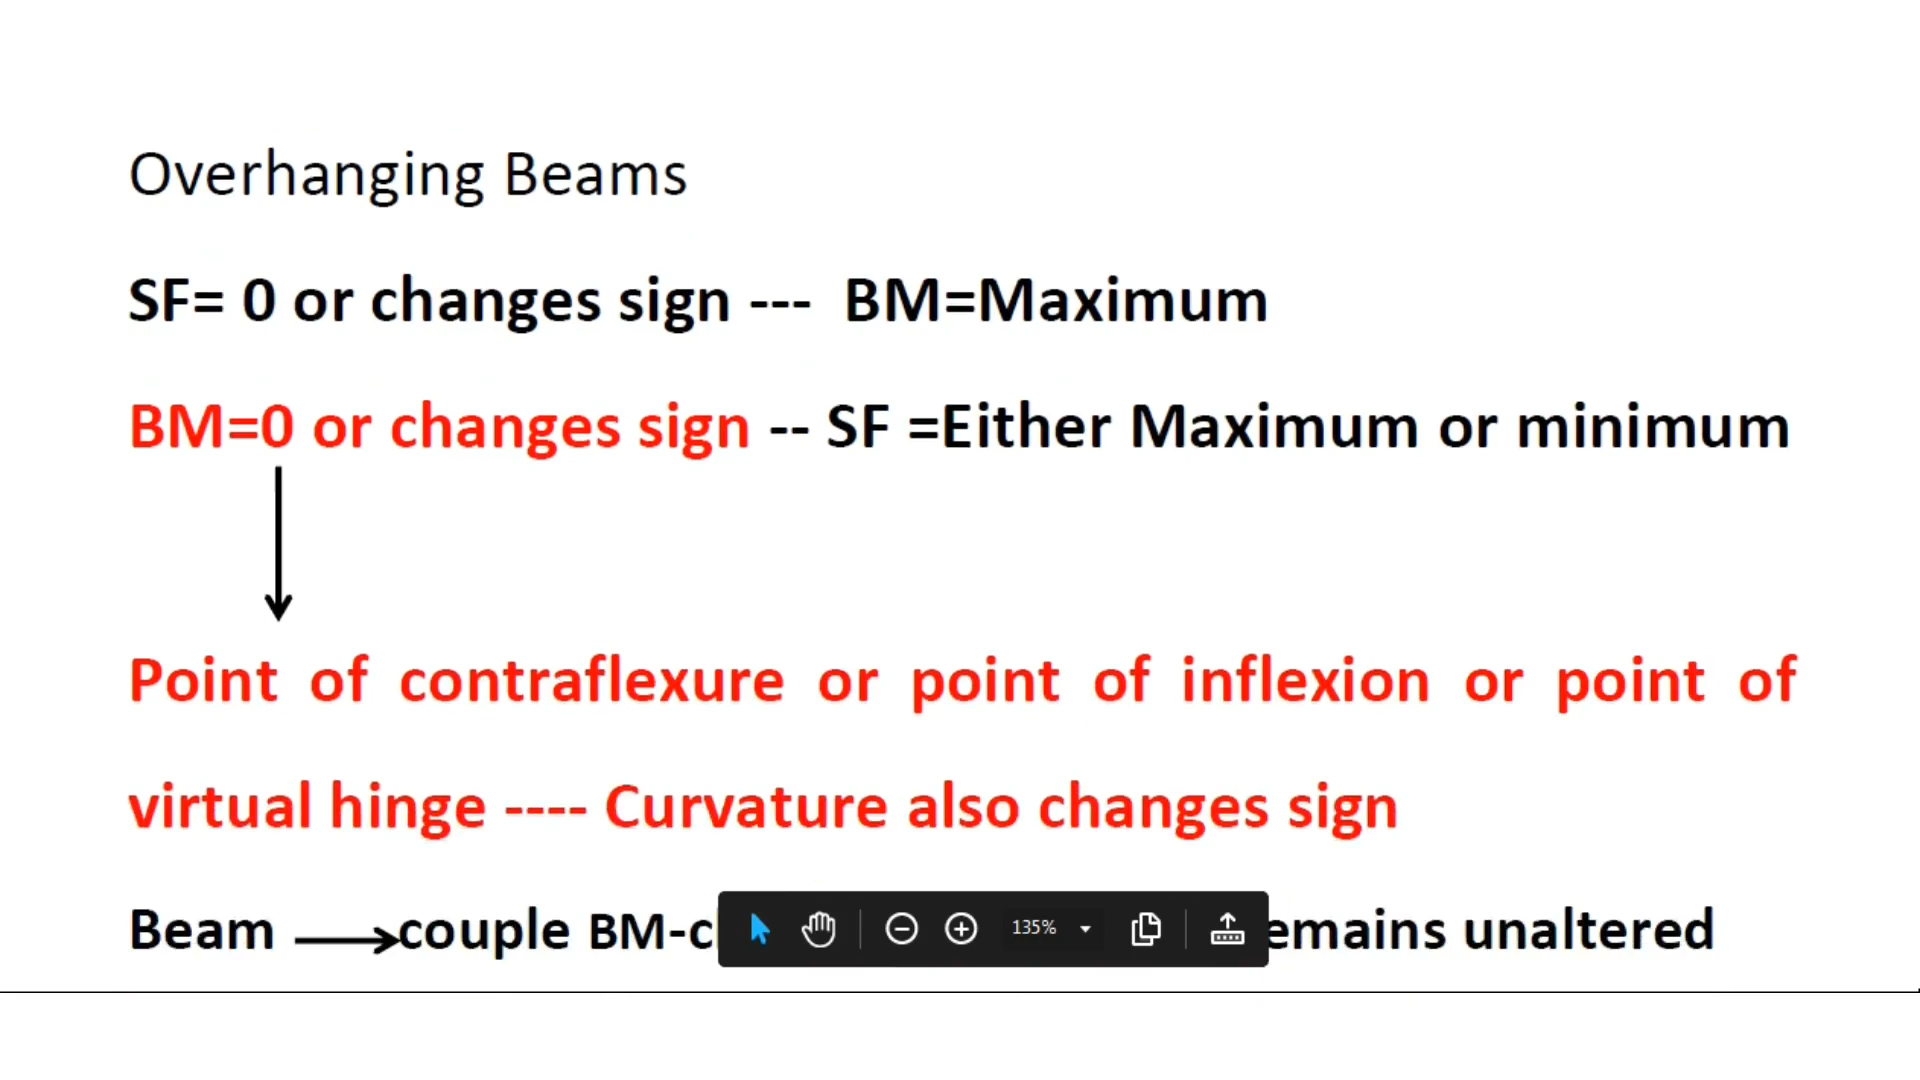 Overhanging Beams
SF= 0 or changes sign --- BM=Maximum
BM=0 or changes sign -- SF =Either Maximum or minimum
Point of contraflexure or point of inflexion or point of
virtual hinge ---- Curvature also changes sign
Beam couple BM-c emains unaltered
135%